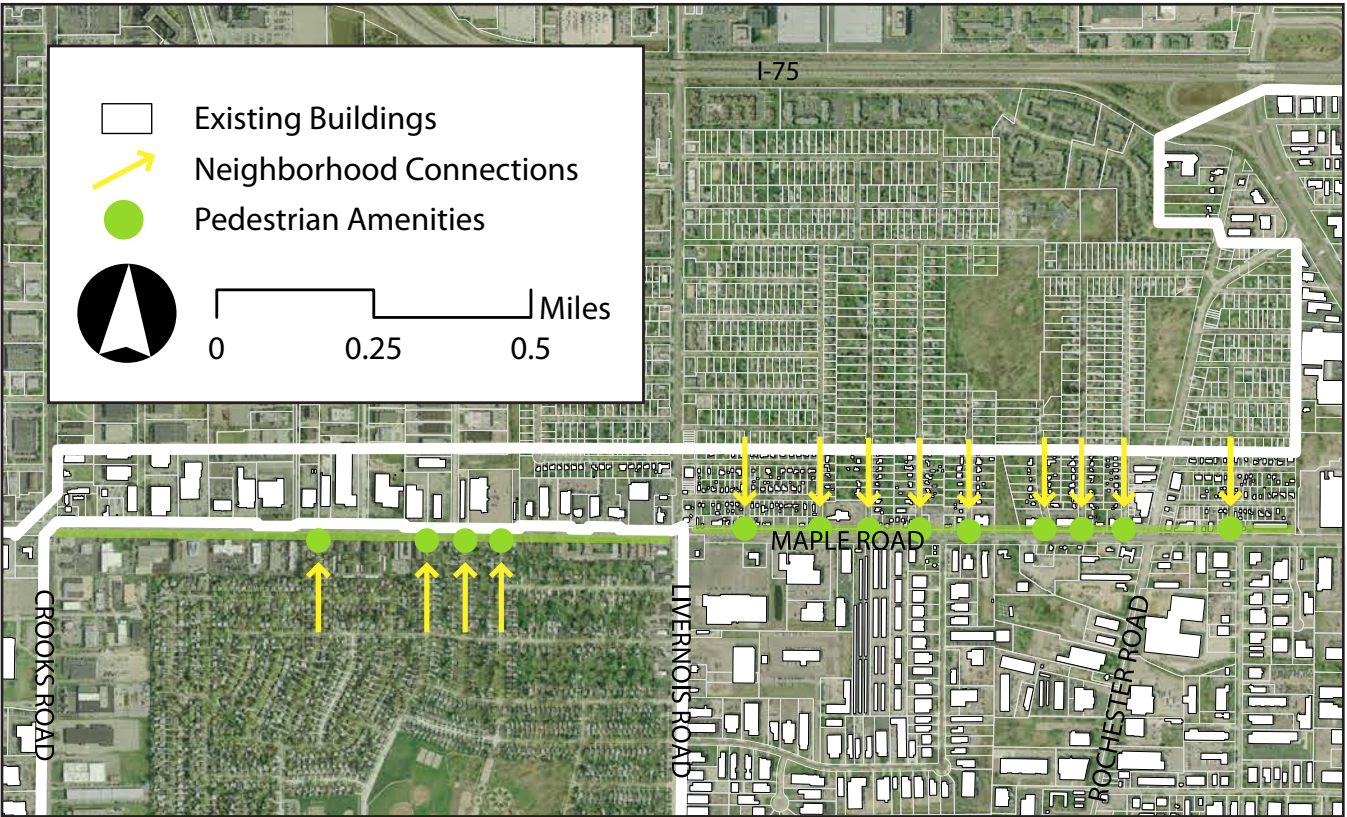 I-75
Existing Buildings
Neighborhood Connections
Pedestrian Amenities
Miles
0 0.25 0.5
MAPLE ROAD
CROOKS ROAD
LIVERNOIS ROAD
ROCHESTER ROAD